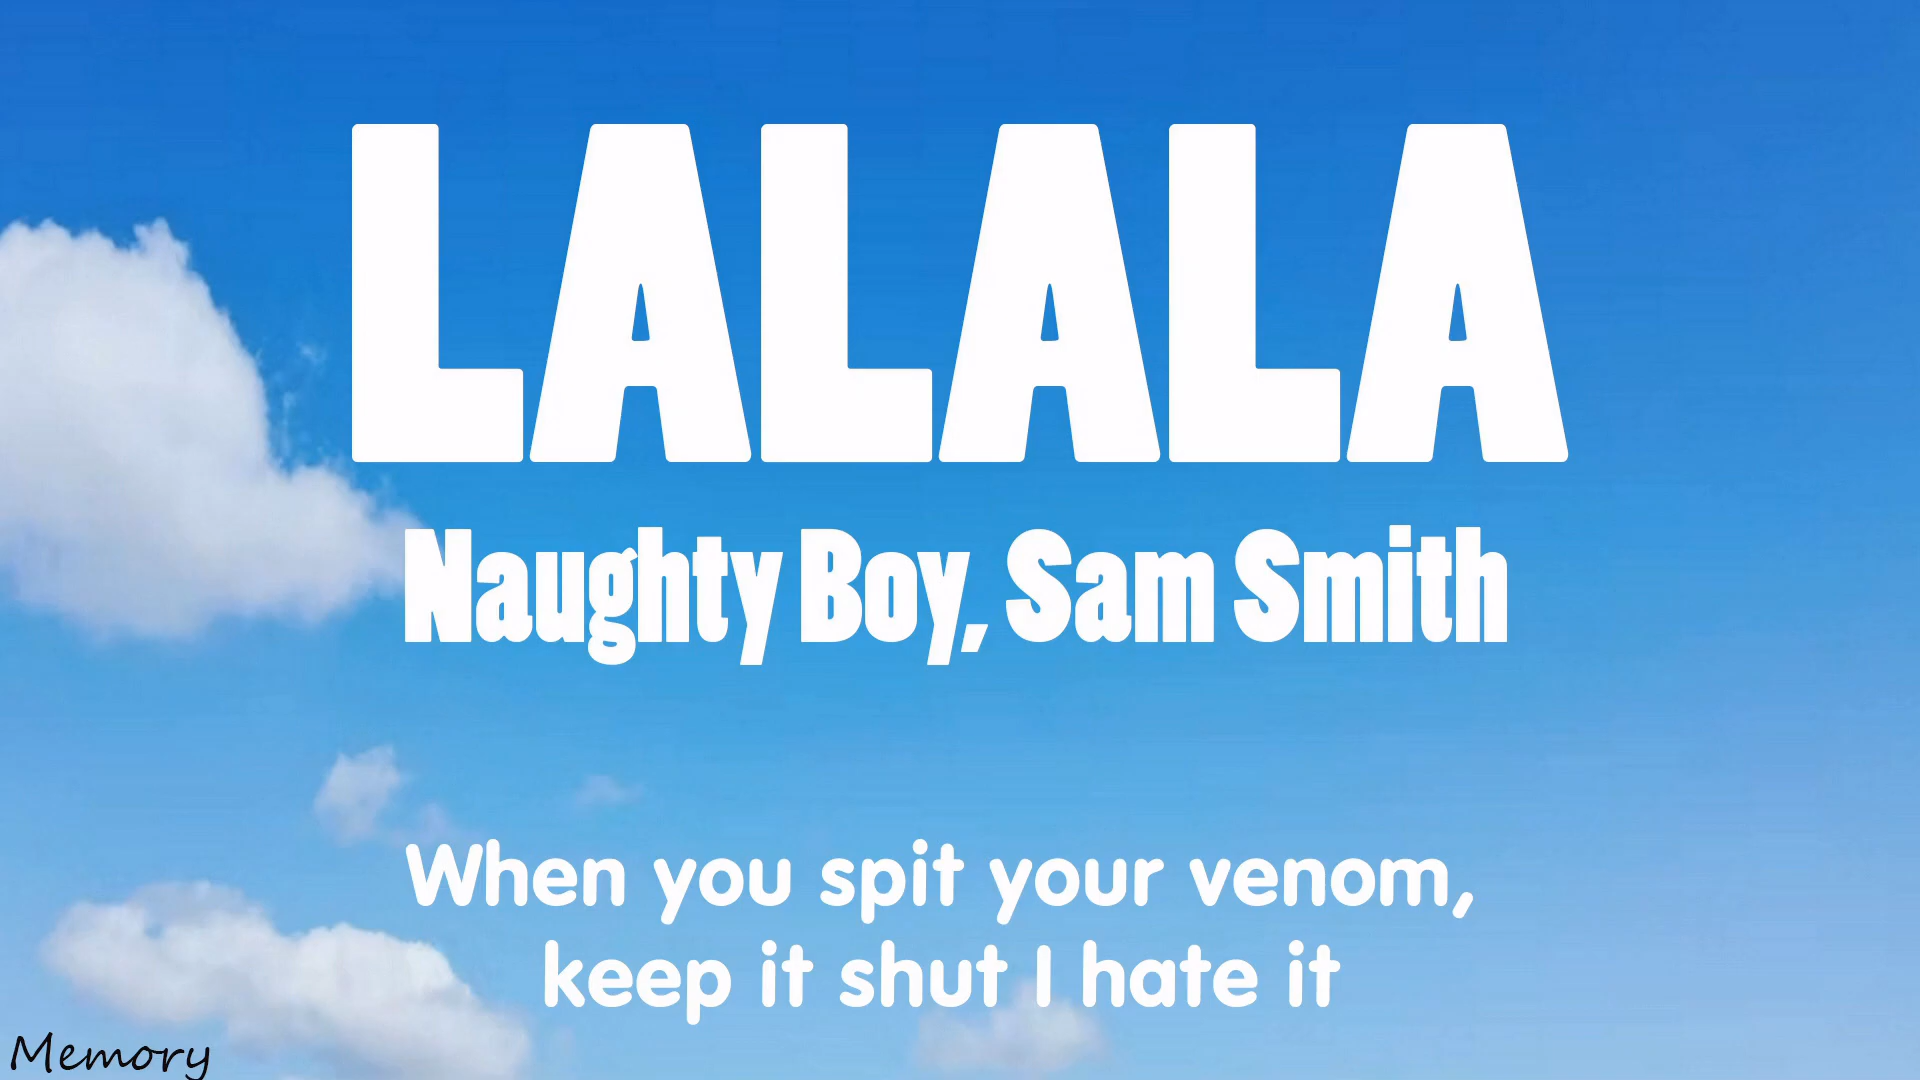 LALALA
Naughty Boy, Sam Smith
When you spit your venom,
keep it shut I hate it
Memory